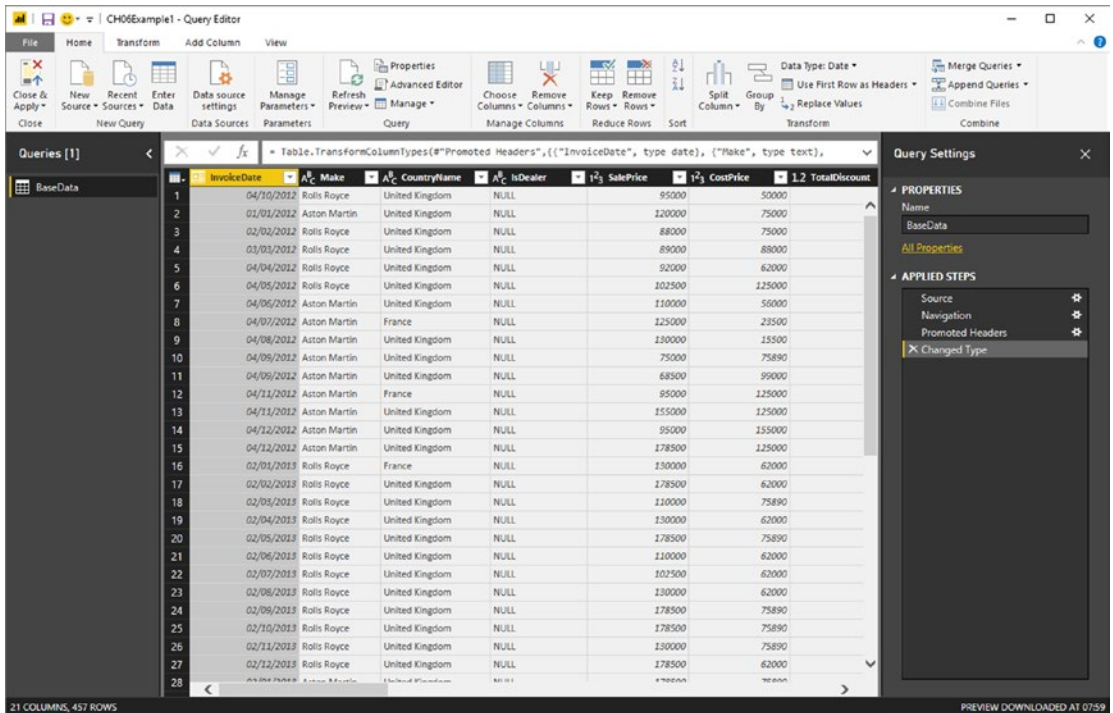 CH06Example1 - Query Editor
File Home Transform Add Column View
Close & Apply
New Source
Recent Sources
Enter Data
Data source settings
Manage Parameters
Refresh Preview
Properties
Advanced Editor
Manage
Choose Columns
Remove Columns
Keep Rows
Remove Rows
Split Column
Group By
Data Type: Date
Use First Row as Headers
Replace Values
Merge Queries
Append Queries
Combine Files
Close New Query Data Sources Parameters Query Manage Columns Reduce Rows Sort Transform Combine
Queries [1]
BaseData
fx = Table.TransformColumnTypes(#"Promoted Headers",{{"InvoiceDate", type date}, {"Make", type text},
InvoiceDate ABC Make ABC CountryName ABC IsDealer 123 SalePrice 123 CostPrice 1.2 TotalDiscount
1 04/10/2012 Rolls Royce United Kingdom NULL 95000 50000
2 01/01/2012 Aston Martin United Kingdom NULL 120000 75000
3 02/02/2012 Rolls Royce United Kingdom NULL 88000 75000
4 03/03/2012 Rolls Royce United Kingdom NULL 89000 88000
5 04/04/2012 Rolls Royce United Kingdom NULL 92000 62000
6 04/05/2012 Rolls Royce United Kingdom NULL 102500 125000
7 04/06/2012 Aston Martin United Kingdom NULL 110000 56000
8 04/07/2012 Aston Martin France NULL 125000 23500
9 04/08/2012 Aston Martin United Kingdom NULL 130000 15500
10 04/09/2012 Aston Martin United Kingdom NULL 75000 75890
11 04/09/2012 Aston Martin United Kingdom NULL 68500 99000
12 04/11/2012 Aston Martin France NULL 95000 125000
13 04/11/2012 Aston Martin United Kingdom NULL 155000 125000
14 04/12/2012 Aston Martin United Kingdom NULL 95000 155000
15 04/12/2012 Aston Martin United Kingdom NULL 178500 125000
16 02/01/2013 Rolls Royce France NULL 130000 62000
17 02/02/2013 Rolls Royce United Kingdom NULL 178500 62000
18 02/03/2013 Rolls Royce United Kingdom NULL 110000 75890
19 02/04/2013 Rolls Royce United Kingdom NULL 130000 62000
20 02/05/2013 Rolls Royce United Kingdom NULL 178500 75890
21 02/06/2013 Rolls Royce United Kingdom NULL 110000 62000
22 02/07/2013 Rolls Royce United Kingdom NULL 102500 62000
23 02/08/2013 Rolls Royce United Kingdom NULL 130000 62000
24 02/09/2013 Rolls Royce United Kingdom NULL 178500 75890
25 02/10/2013 Rolls Royce United Kingdom NULL 178500 75890
26 02/11/2013 Rolls Royce United Kingdom NULL 130000 75890
27 02/12/2013 Rolls Royce United Kingdom NULL 178500 62000
28
Query Settings
PROPERTIES
Name
BaseData
All Properties
APPLIED STEPS
Source
Navigation
Promoted Headers
Changed Type
21 COLUMNS, 457 ROWS
PREVIEW DOWNLOADED AT 07:59